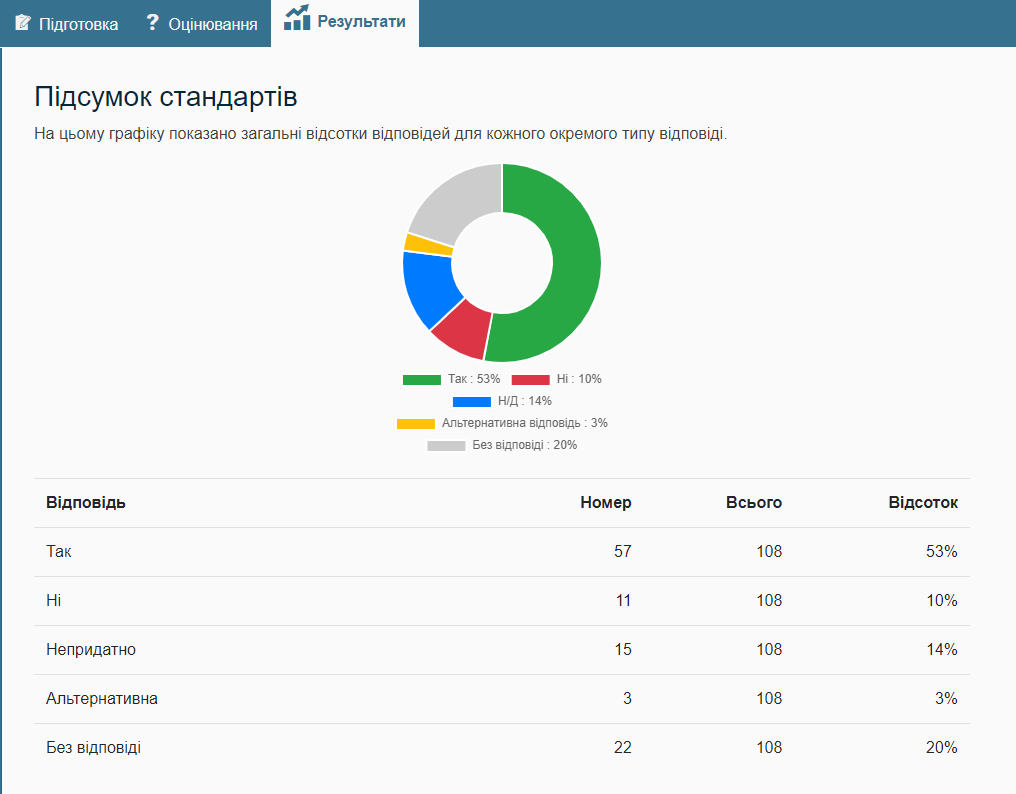 Підготовка ? Оцінювання Результати
Підсумок стандартів
На цьому графіку показано загальні відсотки відповідей для кожного окремого типу відповіді.
Так : 53% Ні : 10%
Н/Д : 14%
Альтернативна відповідь : 3%
Без відповіді : 20%
Відповідь Номер Всього Відсоток
Так 57 108 53%
Ні 11 108 10%
Непридатно 15 108 14%
Альтернативна 3 108 3%
Без відповіді 22 108 20%